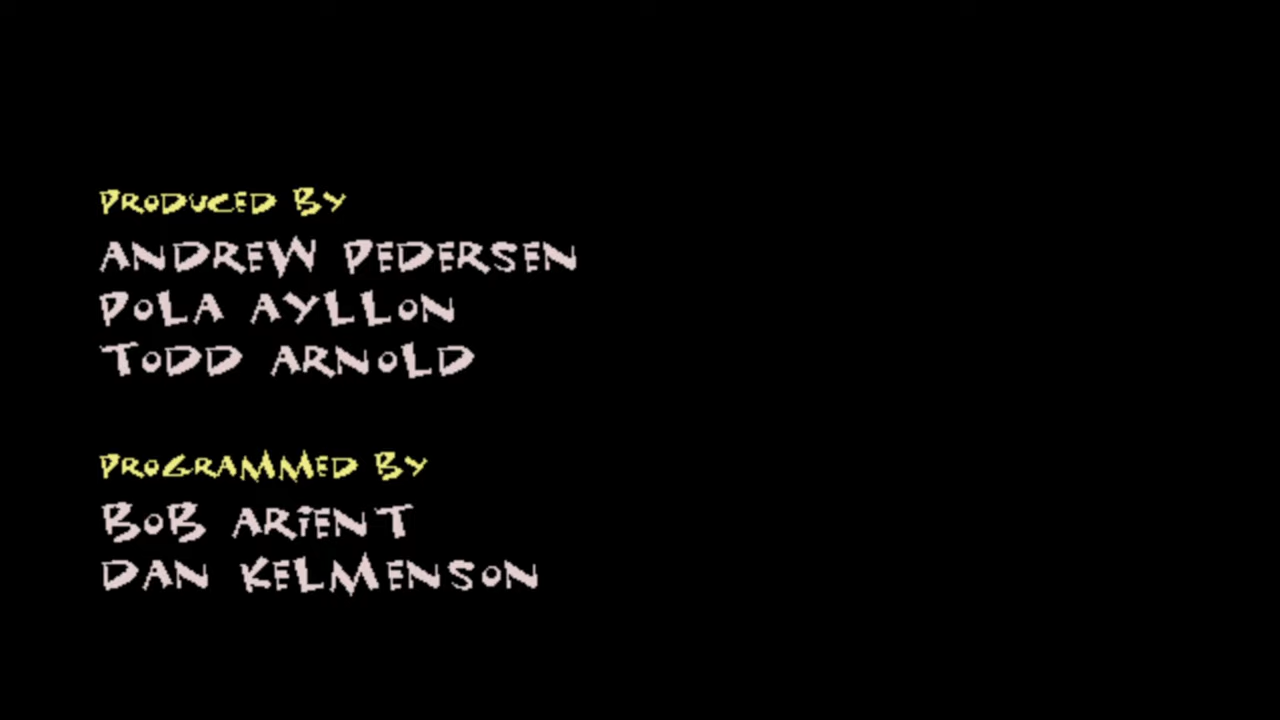 PRODUCED BY
ANDREW PEDERSEN
POLA AYLLON
TODD ARNOLD
PROGRAMMED BY
BOB ARIENT
DAN KELMENSON